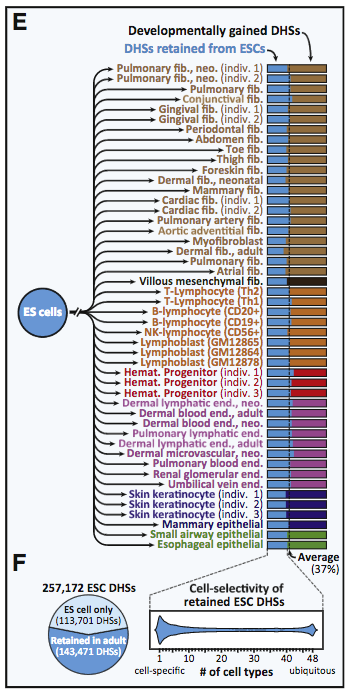 E
Developmentally gained DHSs
DHSs retained from ESCs
Pulmonary fib., neo. (indiv. 1)
Pulmonary fib., neo. (indiv. 2)
Pulmonary fib.
Conjunctival fib.
Gingival fib. (indiv. 1)
Gingival fib. (indiv. 2)
Periodontal fib.
Abdomen fib.
Toe fib.
Thigh fib.
Foreskin fib.
Dermal fib., neonatal
Mammary fib.
Cardiac fib. (indiv. 1)
Cardiac fib. (indiv. 2)
Pulmonary artery fib.
Aortic adventitial fib.
Myofibroblast
Dermal fib., adult
Pulmonary fib.
Atrial fib.
Villous mesenchymal fib.
T-Lymphocyte (Th2)
T-Lymphocyte (Th1)
B-lymphocyte (CD20+)
B-lymphocyte (CD19+)
NK-lymphocyte (CD56+)
Lymphoblast (GM12865)
Lymphoblast (GM12864)
Lymphoblast (GM12878)
Hemat. Progenitor (indiv. 1)
Hemat. Progenitor (indiv. 2)
Hemat. Progenitor (indiv. 3)
Dermal lymphatic end., neo.
Dermal blood end., adult
Dermal blood end., neo.
Pulmonary lymphatic end.
Dermal lymphatic end., adult
Dermal microvascular, neo.
Pulmonary blood end.
Renal glomerular end.
Umbilical vein end.
Skin keratinocyte (indiv. 1)
Skin keratinocyte (indiv. 2)
Skin keratinocyte (indiv. 3)
Mammary epithelial
Small airway epithelial
Esophageal epithelial
ES cells
Average
(37%)
F
257,172 ESC DHSs
ES cell only
(113,701 DHSs)
Retained in adult
(143,471 DHSs)
Cell-selectivity of
retained ESC DHSs
1 12 24 36 48
cell-specific # of cell types ubiquitous